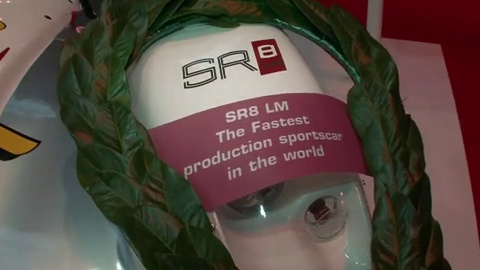 SR8
SR8 LM
The Fastest
production sportscar
in the world